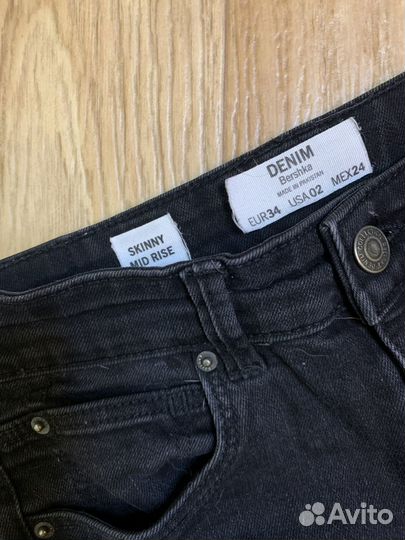 DENIM
Bershka
MADE IN PAKISTAN
EUR34 USA 02 MEX24
SKINNY
MID RISE
Avito